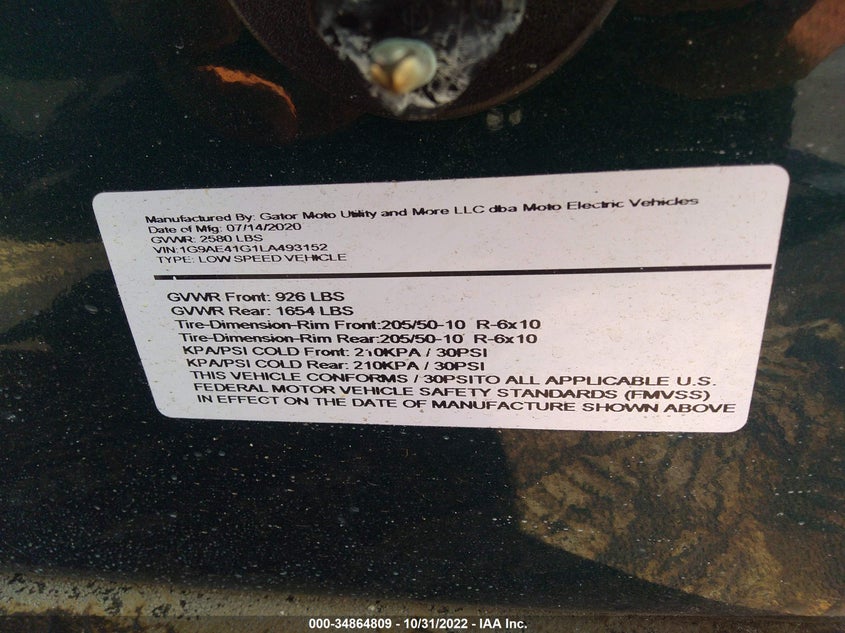 Manufactured By: Gator Moto Utility and More LLC dba Moto Electric Vehicles
Date of Mfg: 07/14/2020
GVWR: 2580 LBS
VIN:1G9AE41G1LA493152
TYPE: LOW SPEED VEHICLE
GVWR Front: 926 LBS
GVWR Rear: 1654 LBS
Tire-Dimension-Rim Front:205/50-10 R-6x10
Tire-Dimension-Rim Rear:205/50-10 R-6x10
KPA/PSI COLD Front: 210KPA / 30PSI
KPA/PSI COLD Rear: 210KPA / 30PSI
THIS VEHICLE CONFORMS / 30PSITO ALL APPLICABLE U.S.
FEDERAL MOTOR VEHICLE SAFETY STANDARDS (FMVSS)
IN EFFECT ON THE DATE OF MANUFACTURE SHOWN ABOVE
000-34864809 - 10/31/2022 - IAA Inc.